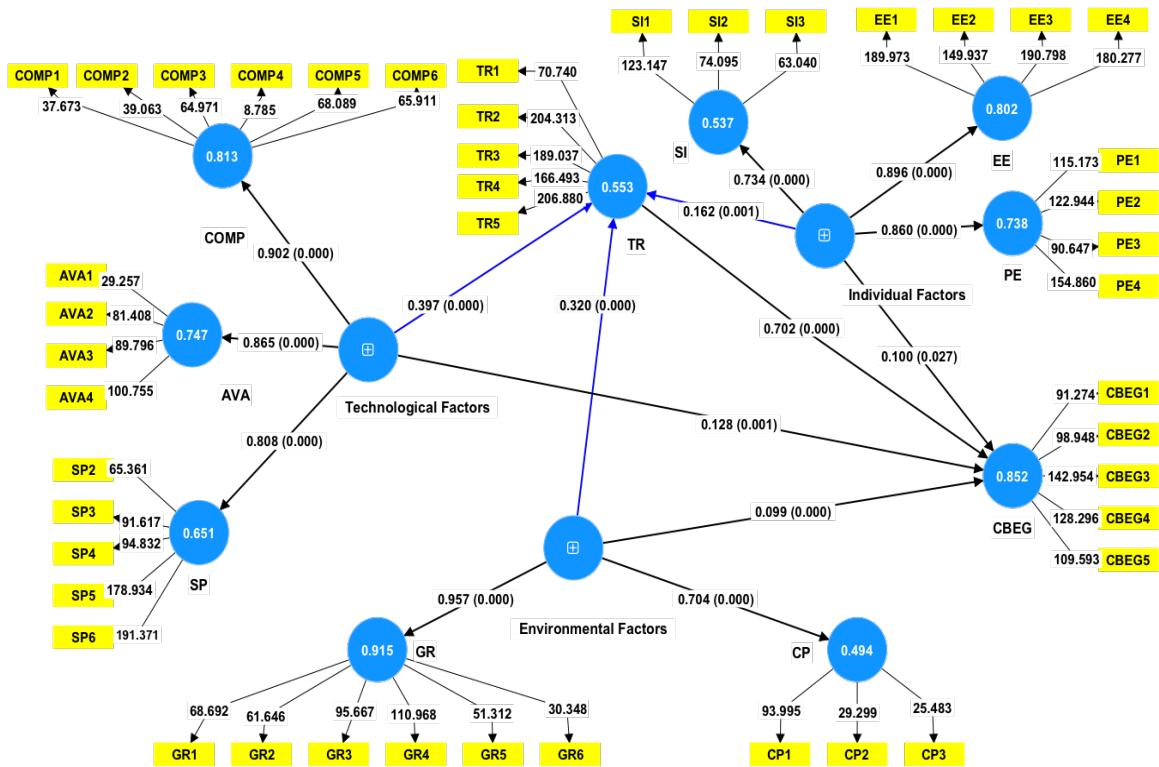 SI1 SI2 SI3
EE1 EE2 EE3 EE4
123.147 74.095 63.040
189.973 149.937 190.798 180.277
COMP1 COMP2 COMP3 COMP4 COMP5 COMP6
37.673 39.063 64.971 8.785 68.089 65.911
TR1 70.740
TR2 204.313
TR3 189.037
TR4 166.493
TR5 206.880
0.813
COMP
0.553
TR
0.537
SI
0.802
EE
115.173 PE1
122.944 PE2
90.647 PE3
154.860 PE4
0.738
PE
0.734 (0.000)
0.896 (0.000)
0.162 (0.001)
0.860 (0.000)
Individual Factors
0.902 (0.000)
AVA1 29.257
AVA2 81.408
AVA3 89.796
AVA4 100.755
0.747
AVA
0.865 (0.000)
0.397 (0.000)
0.320 (0.000)
0.702 (0.000)
0.100 (0.027)
Technological Factors
0.808 (0.000)
0.128 (0.001)
91.274 CBEG1
98.948 CBEG2
142.954 CBEG3
128.296 CBEG4
109.593 CBEG5
0.852
CBEG
SP2 65.361
SP3 91.617
SP4 94.832
SP5 178.934
SP6 191.371
0.651
SP
0.099 (0.000)
0.957 (0.000)
0.704 (0.000)
Environmental Factors
0.915
GR
CP
0.494
68.692 61.646 95.667 110.968 51.312 30.348
GR1 GR2 GR3 GR4 GR5 GR6
93.995 29.299 25.483
CP1 CP2 CP3